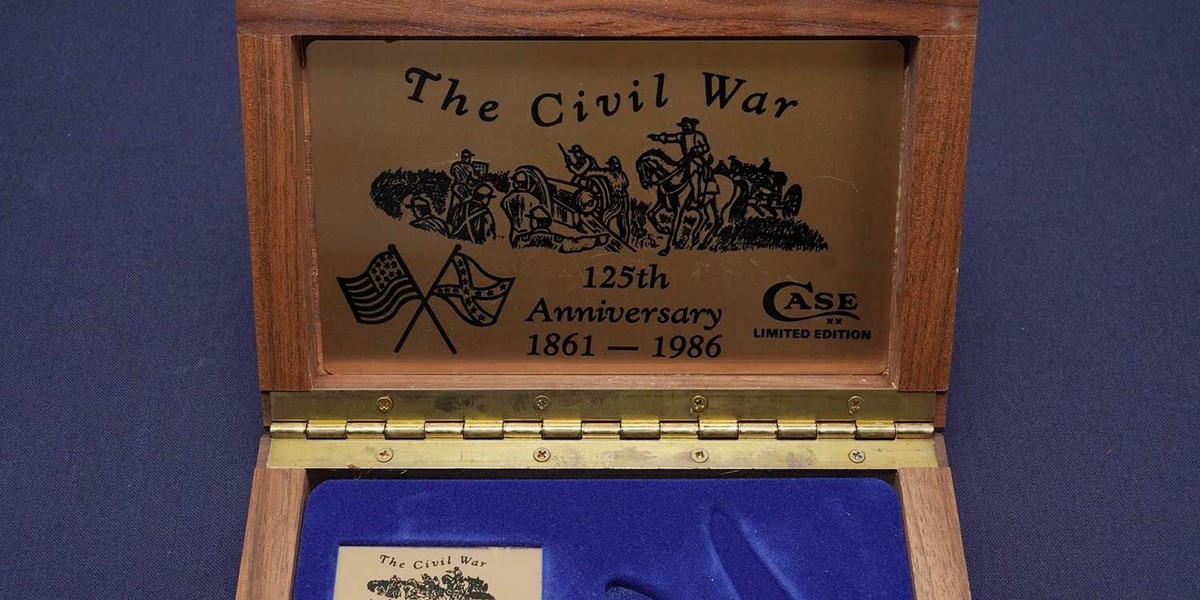 The Civil War
125th
Anniversary
1861 — 1986
CASE
XX
LIMITED EDITION
The Civil War